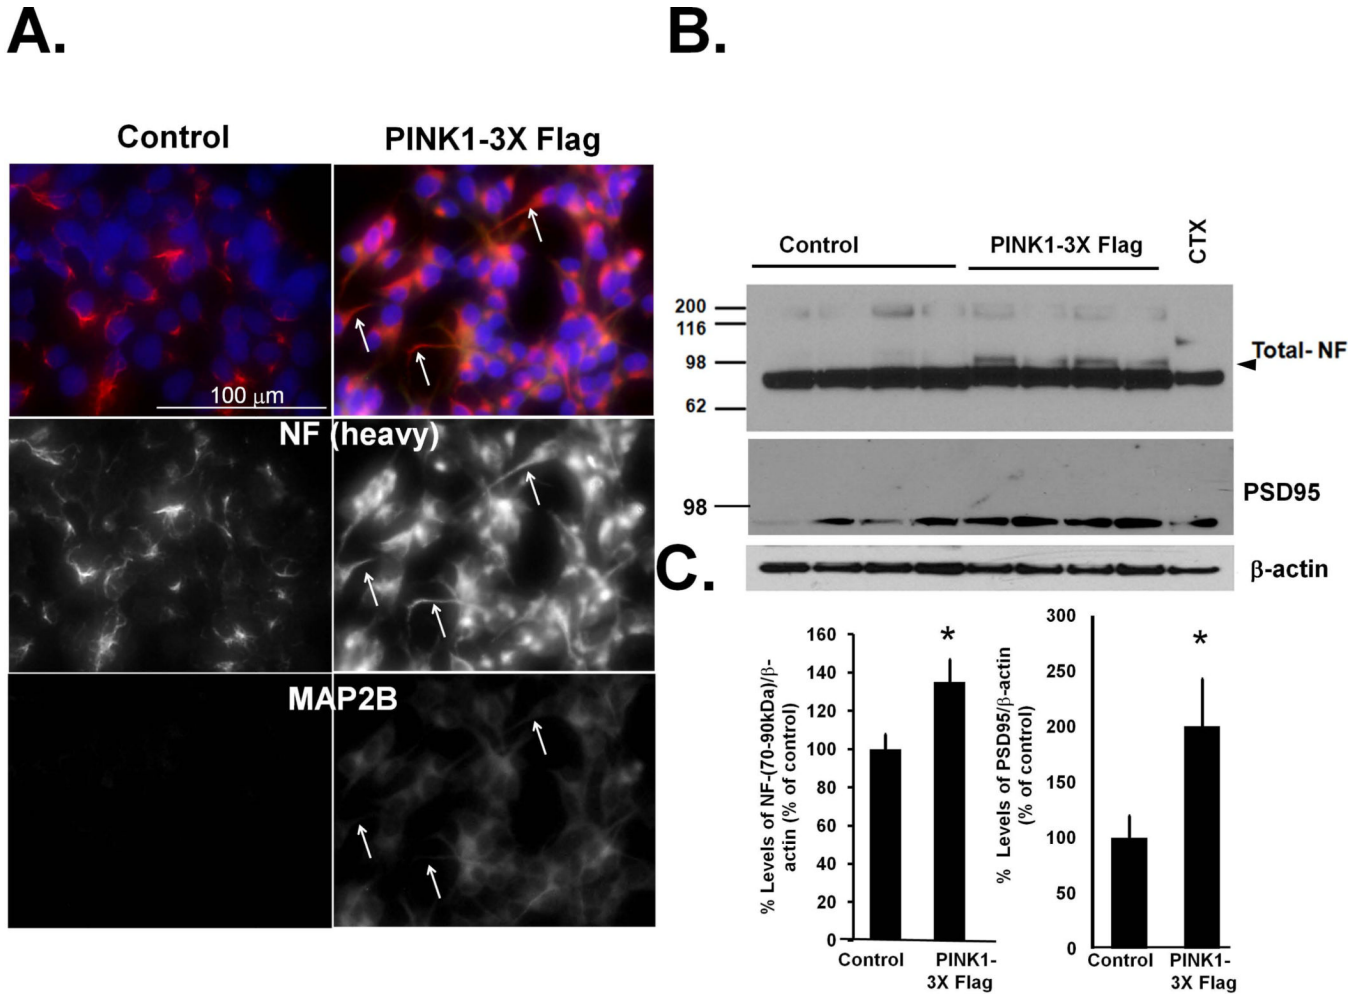 A.
Control
PINK1-3X Flag
100 μm
NF (heavy)
MAP2B
B.
Control
PINK1-3X Flag
CTX
200
116
98
62
Total- NF
98
PSD95
β-actin
C.
% Levels of NF-(70-90kDa)/β-
actin (% of control)
160
140
120
100
80
60
40
20
0
*
Control
PINK1-
3X Flag
% Levels of PSD95/β-actin
(% of control)
300
250
200
150
100
50
0
*
Control
PINK1-
3X Flag